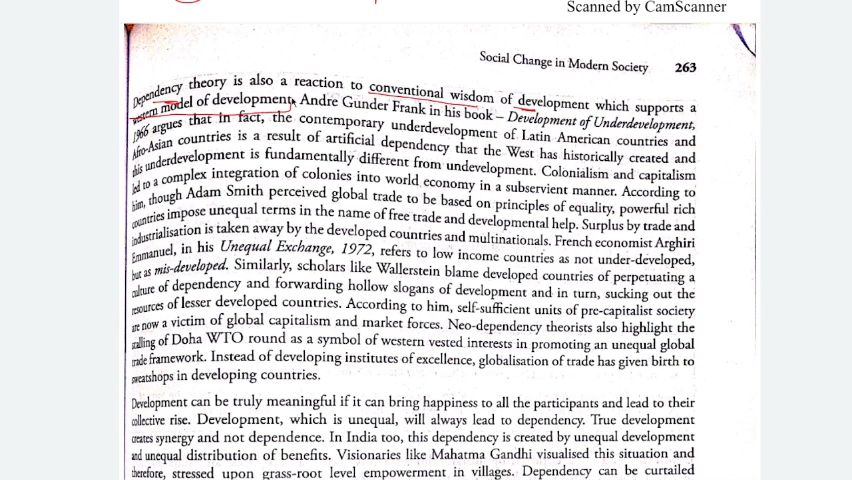 Scanned by CamScanner
Social Change in Modern Society 263
Dependency theory is also a reaction to conventional wisdom of development which supports a
western model of development. Andre Gunder Frank in his book – Development of Underdevelopment,
1966 argues that in fact, the contemporary underdevelopment of Latin American countries and
Afro-Asian countries is a result of artificial dependency that the West has historically created and
this underdevelopment is fundamentally different from undevelopment. Colonialism and capitalism
led to a complex integration of colonies into world economy in a subservient manner. According to
him, though Adam Smith perceived global trade to be based on principles of equality, powerful rich
countries impose unequal terms in the name of free trade and developmental help. Surplus by trade and
industrialisation is taken away by the developed countries and multinationals. French economist Arghiri
Emmanuel, in his Unequal Exchange, 1972, refers to low income countries as not under-developed,
but as mis-developed. Similarly, scholars like Wallerstein blame developed countries of perpetuating a
culture of dependency and forwarding hollow slogans of development and in turn, sucking out the
resources of lesser developed countries. According to him, self-sufficient units of pre-capitalist society
are now a victim of global capitalism and market forces. Neo-dependency theorists also highlight the
stalling of Doha WTO round as a symbol of western vested interests in promoting an unequal global
trade framework. Instead of developing institutes of excellence, globalisation of trade has given birth to
sweatshops in developing countries.
Development can be truly meaningful if it can bring happiness to all the participants and lead to their
collective rise. Development, which is unequal, will always lead to dependency. True development
creates synergy and not dependence. In India too, this dependency is created by unequal development
and unequal distribution of benefits. Visionaries like Mahatma Gandhi visualised this situation and
therefore, stressed upon grass-root level empowerment in villages. Dependency can be curtailed